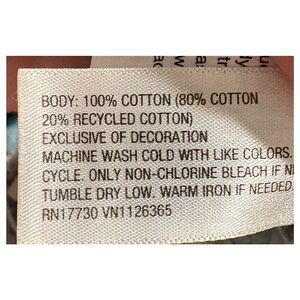 BODY: 100% COTTON (80% COTTON
20% RECYCLED COTTON)
EXCLUSIVE OF DECORATION
MACHINE WASH COLD WITH LIKE COLORS.
CYCLE. ONLY NON-CHLORINE BLEACH IF
TUMBLE DRY LOW. WARM IRON IF NEEDED.
RN17730 VN1126365